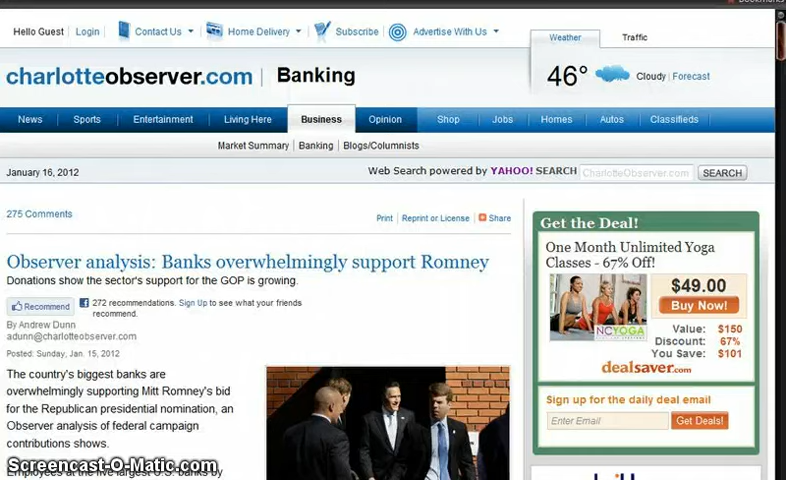 Hello Guest Login Contact Us Home Delivery Subscribe Advertise With Us
Weather Traffic
charlotteobserver.com Banking
46° Cloudy | Forecast
News Sports Entertainment Living Here Business Opinion Shop Jobs Homes Autos Classifieds
Market Summary | Banking | Blogs/Columnists
January 16, 2012
Web Search powered by YAHOO! SEARCH CharlotteObserver.com SEARCH
275 Comments
Print | Reprint or License | Share
Observer analysis: Banks overwhelmingly support Romney
Donations show the sector's support for the GOP is growing.
Recommend 272 recommendations. Sign Up to see what your friends
recommend.
By Andrew Dunn
adunn@charlotteobserver.com
Posted: Sunday, Jan. 15, 2012
The country's biggest banks are
overwhelmingly supporting Mitt Romney's bid
for the Republican presidential nomination, an
Observer analysis of federal campaign
contributions shows.
Screencast-O-Matic.com
Employees at the five largest U.S. banks by
Get the Deal!
One Month Unlimited Yoga
Classes - 67% Off!
$49.00
Buy Now!
NCYOGA
Value: $150
Discount: 67%
You Save: $101
dealsaver.com
Sign up for the daily deal email
Enter Email Get Deals!